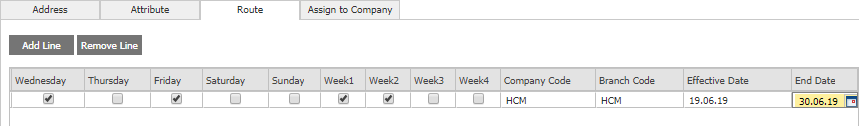 Address Attribute Route Assign to Company
Add Line Remove Line
Wednesday Thursday Friday Saturday Sunday Week1 Week2 Week3 Week4 Company Code Branch Code Effective Date End Date
HCM HCM 19.06.19 30.06.19